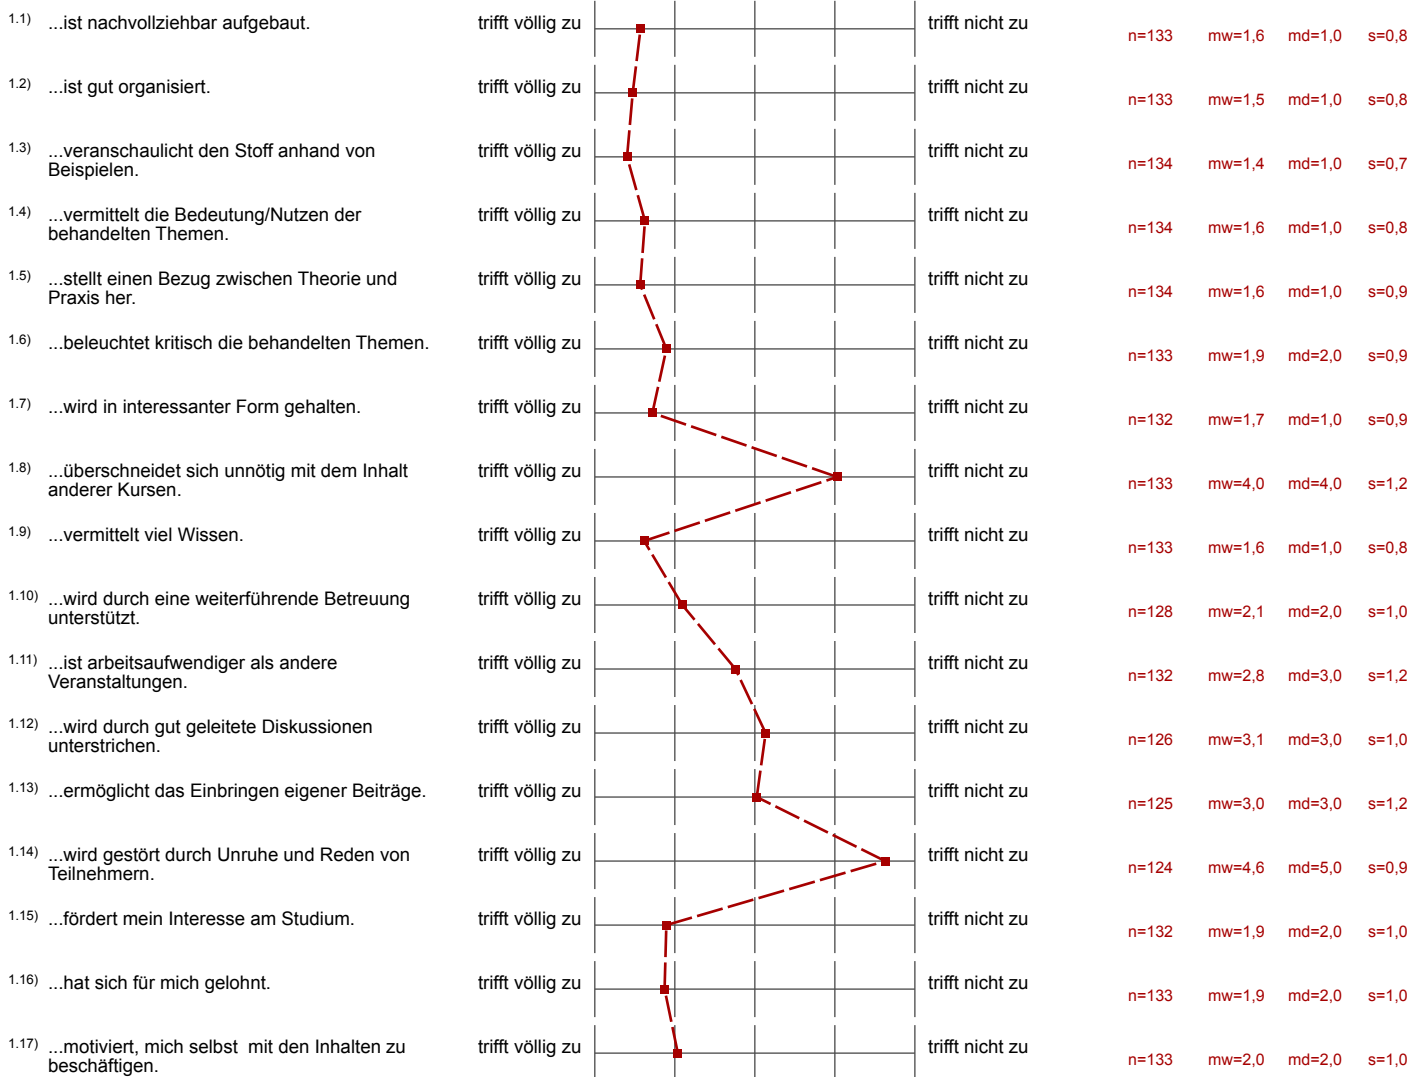 1.1) ...ist nachvollziehbar aufgebaut. trifft völlig zu trifft nicht zu n=133 mw=1,6 md=1,0 s=0,8
1.2) ...ist gut organisiert. trifft völlig zu trifft nicht zu n=133 mw=1,5 md=1,0 s=0,8
1.3) ...veranschaulicht den Stoff anhand von trifft völlig zu trifft nicht zu n=134 mw=1,4 md=1,0 s=0,7
Beispielen.
1.4) ...vermittelt die Bedeutung/Nutzen der trifft völlig zu trifft nicht zu n=134 mw=1,6 md=1,0 s=0,8
behandelten Themen.
1.5) ...stellt einen Bezug zwischen Theorie und trifft völlig zu trifft nicht zu n=134 mw=1,6 md=1,0 s=0,9
Praxis her.
1.6) ...beleuchtet kritisch die behandelten Themen. trifft völlig zu trifft nicht zu n=133 mw=1,9 md=2,0 s=0,9
1.7) ...wird in interessanter Form gehalten. trifft völlig zu trifft nicht zu n=132 mw=1,7 md=1,0 s=0,9
1.8) ...überschneidet sich unnötig mit dem Inhalt trifft völlig zu trifft nicht zu n=133 mw=4,0 md=4,0 s=1,2
anderer Kursen.
1.9) ...vermittelt viel Wissen. trifft völlig zu trifft nicht zu n=133 mw=1,6 md=1,0 s=0,8
1.10) ...wird durch eine weiterführende Betreuung trifft völlig zu trifft nicht zu n=128 mw=2,1 md=2,0 s=1,0
unterstützt.
1.11) ...ist arbeitsaufwendiger als andere trifft völlig zu trifft nicht zu n=132 mw=2,8 md=3,0 s=1,2
Veranstaltungen.
1.12) ...wird durch gut geleitete Diskussionen trifft völlig zu trifft nicht zu n=126 mw=3,1 md=3,0 s=1,0
unterstrichen.
1.13) ...ermöglicht das Einbringen eigener Beiträge. trifft völlig zu trifft nicht zu n=125 mw=3,0 md=3,0 s=1,2
1.14) ...wird gestört durch Unruhe und Reden von trifft völlig zu trifft nicht zu n=124 mw=4,6 md=5,0 s=0,9
Teilnehmern.
1.15) ...fördert mein Interesse am Studium. trifft völlig zu trifft nicht zu n=132 mw=1,9 md=2,0 s=1,0
1.16) ...hat sich für mich gelohnt. trifft völlig zu trifft nicht zu n=133 mw=1,9 md=2,0 s=1,0
1.17) ...motiviert, mich selbst mit den Inhalten zu trifft völlig zu trifft nicht zu n=133 mw=2,0 md=2,0 s=1,0
beschäftigen.